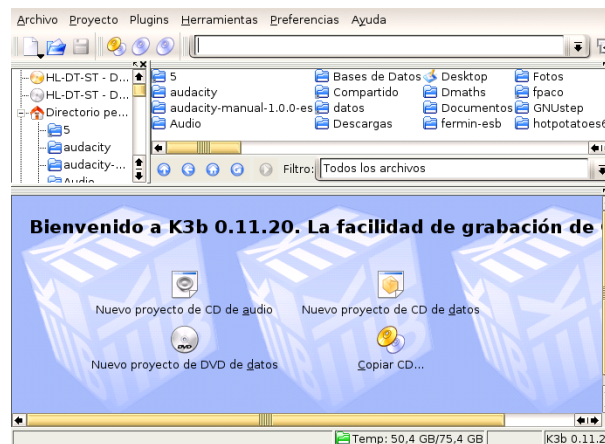 Archivo Proyecto Plugins Herramientas Preferencias Ayuda
HL-DT-ST - D...
HL-DT-ST - D...
Directorio pe...
5
audacity
audacity-...
Audio
5
audacity
audacity-manual-1.0.0-es
Audio
Bases de Datos
Compartido
datos
Descargas
Desktop
Dmaths
Documentos
fermin-esb
Fotos
fpaco
GNUstep
hotpotatoes6
Filtro: Todos los archivos
Bienvenido a K3b 0.11.20. La facilidad de grabación de
Nuevo proyecto de CD de audio
Nuevo proyecto de CD de datos
DVD
Nuevo proyecto de DVD de datos
Copiar CD...
Temp: 50,4 GB/75,4 GB
K3b 0.11.2